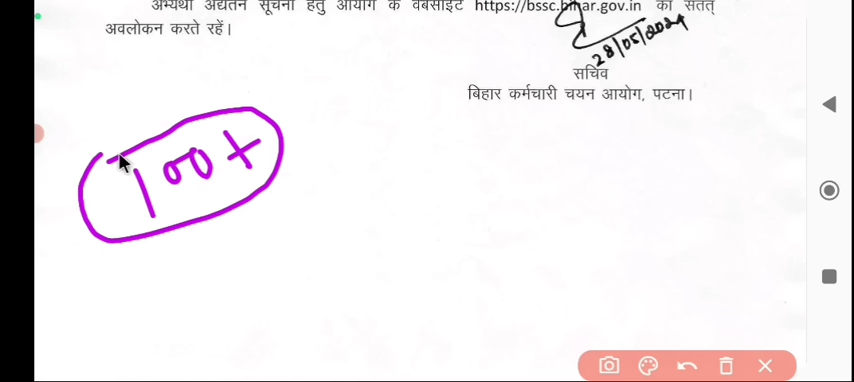 अभ्यर्थी अद्यतन सूचना हेतु आयोग के वेबसाइट https://bssc.bihar.gov.in का सतत्
अवलोकन करते रहें।
28/05/2024
सचिव
बिहार कर्मचारी चयन आयोग, पटना।
100+